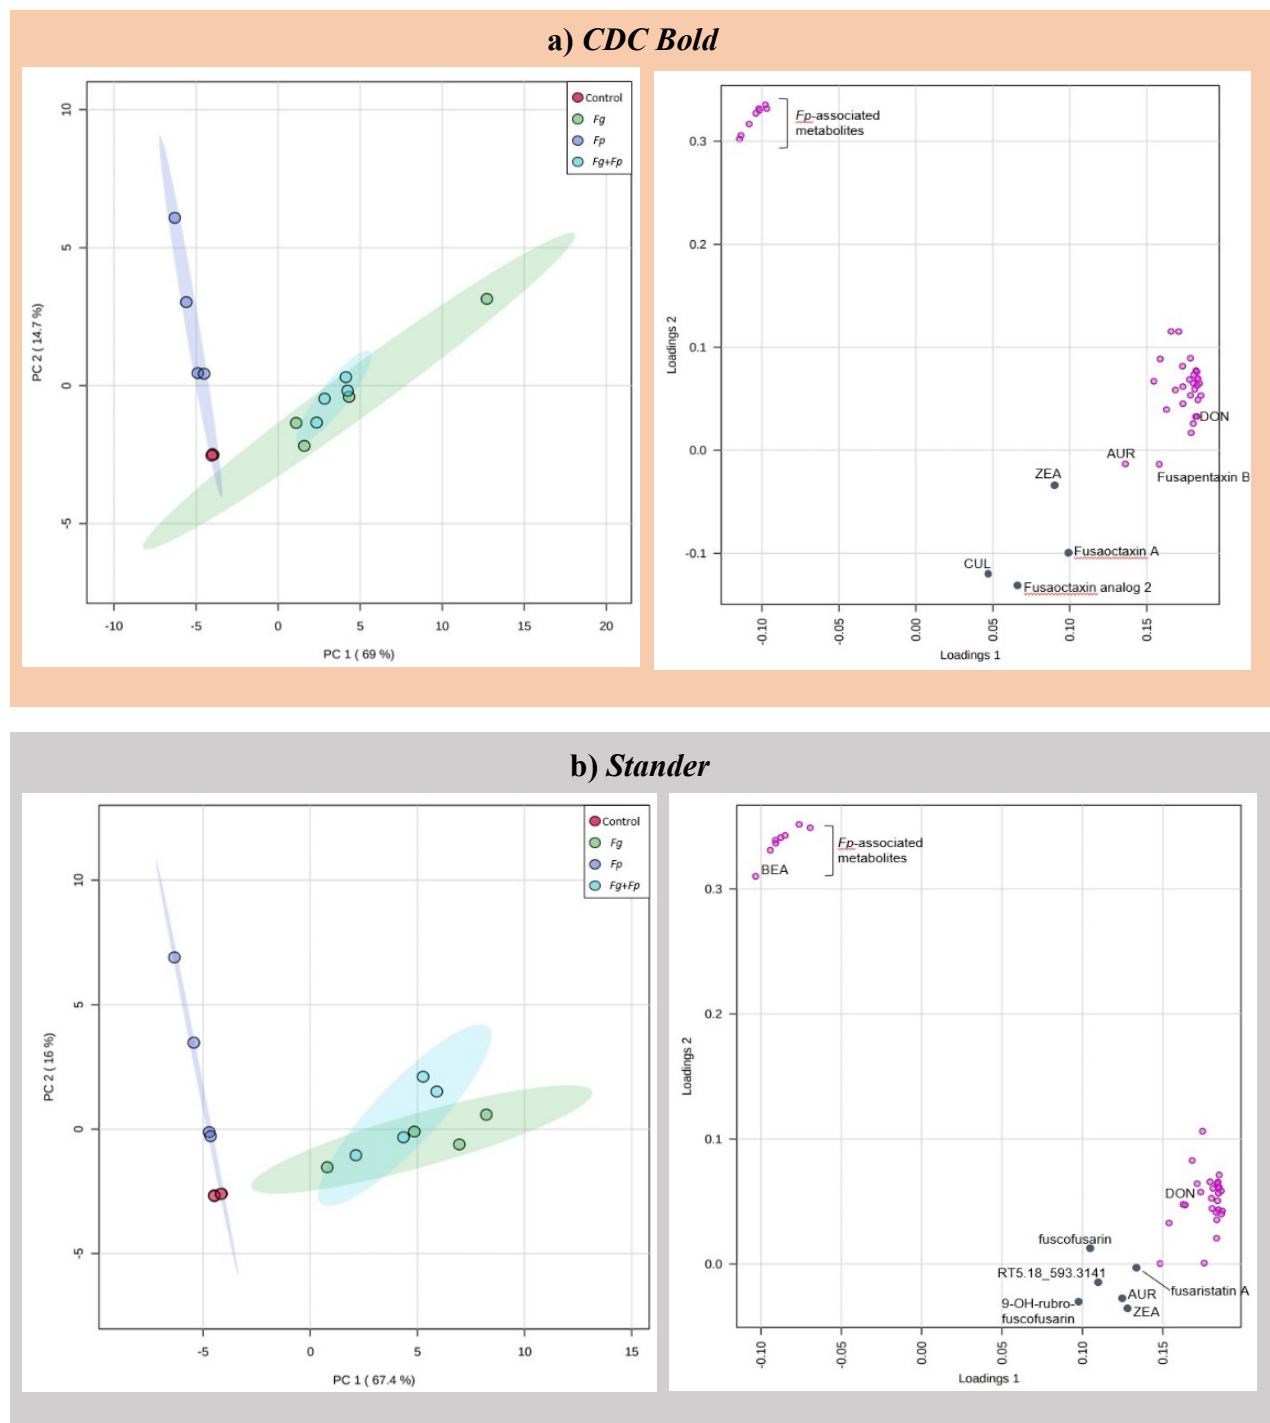 a) CDC Bold
Control
Fg
Fp
Fg+Fp
10
5
0
-5
PC 2 ( 14.7 %)
-10
-5
0
5
10
15
20
PC 1 ( 69 %)
Fp-associated
metabolites
0.3
0.2
0.1
0.0
-0.1
Loadings 2
DON
AUR
Fusapentaxin B
ZEA
Fusaoctaxin A
CUL
Fusaoctaxin analog 2
-0.10
-0.05
0.00
0.05
0.10
0.15
Loadings 1
b) Stander
Control
Fg
Fp
Fg+Fp
10
5
0
-5
PC 2 ( 16 %)
-5
0
5
10
15
PC 1 ( 67.4 %)
Fp-associated
metabolites
BEA
0.3
0.2
0.1
0.0
Loadings 2
DON
fuscofusarin
RT5.18_593.3141
fusaristatin A
9-OH-rubro-
fuscofusarin
AUR
ZEA
-0.10
-0.05
0.00
0.05
0.10
0.15
Loadings 1